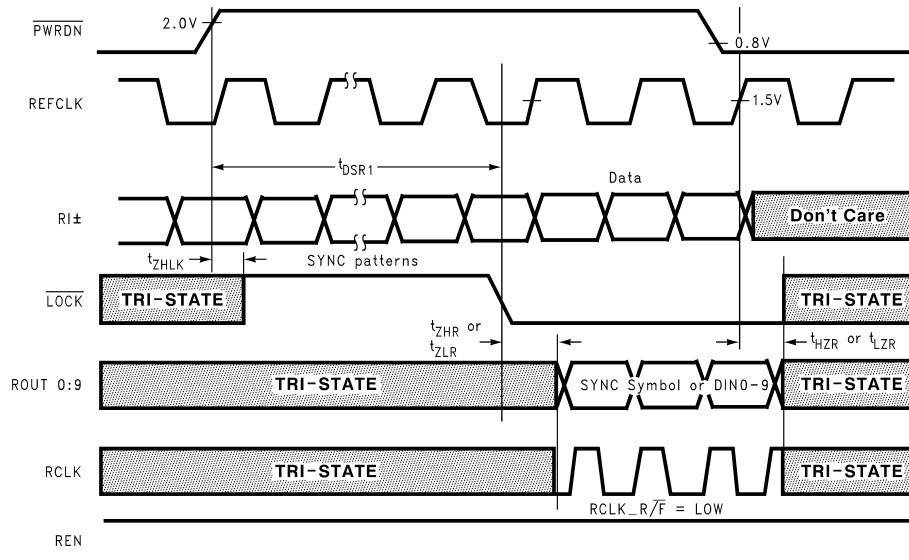 PWRDN
2.0V
0.8V
REFCLK
1.5V
tDSR1
Data
RI±
Don't Care
tZHLK
SYNC patterns
LOCK
TRI-STATE
TRI-STATE
tZHR or
tZLR
tHZR or tLZR
ROUT 0:9
TRI-STATE
SYNC Symbol or DIN0-9
TRI-STATE
RCLK
TRI-STATE
TRI-STATE
RCLK_R/F = LOW
REN